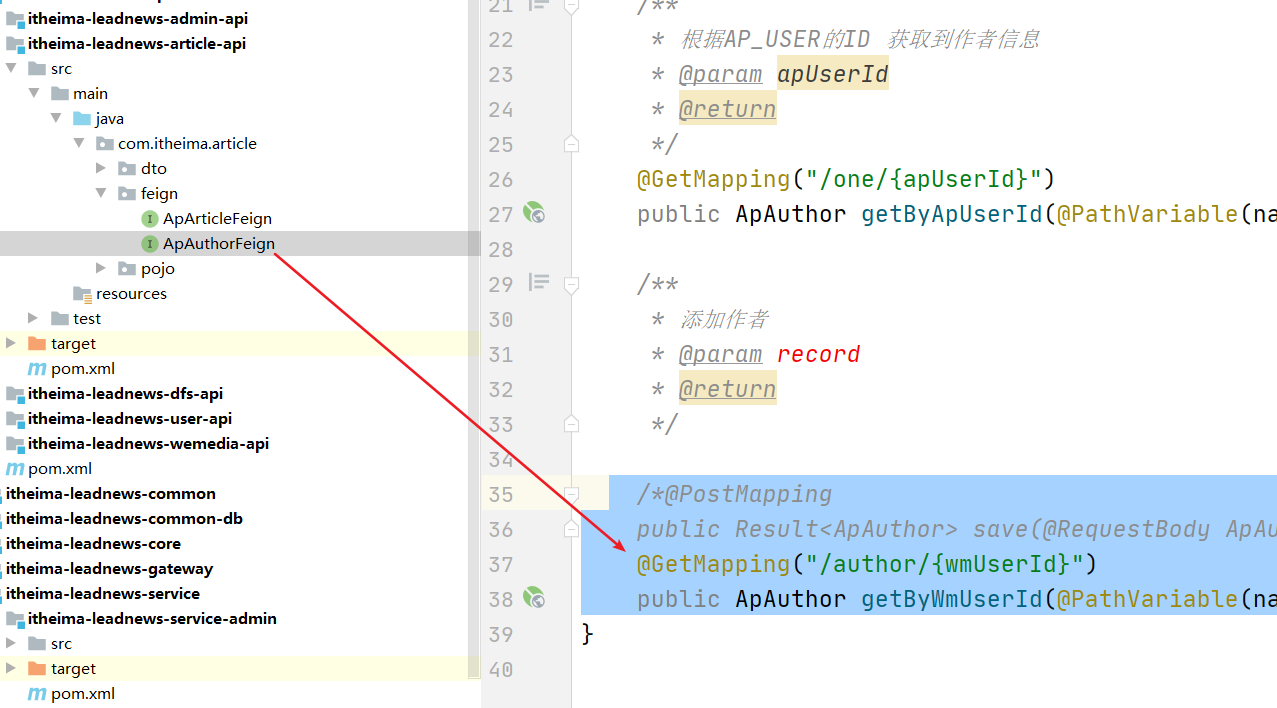 itheima-leadnews-admin-api
itheima-leadnews-article-api
src
main
java
com.itheima.article
dto
feign
ApArticleFeign
ApAuthorFeign
pojo
resources
test
target
pom.xml
itheima-leadnews-dfs-api
itheima-leadnews-user-api
itheima-leadnews-wemedia-api
pom.xml
itheima-leadnews-common
itheima-leadnews-common-db
itheima-leadnews-core
itheima-leadnews-gateway
itheima-leadnews-service
itheima-leadnews-service-admin
src
target
pom.xml
21 /**
22 * 根据AP_USER的ID 获取到作者信息
23 * @param apUserId
24 * @return
25 */
26 @GetMapping("/one/{apUserId}")
27 public ApAuthor getByApUserId(@PathVariable(na
28
29 /**
30 * 添加作者
31 * @param record
32 * @return
33 */
34
35 /*@PostMapping
36 public Result<ApAuthor> save(@RequestBody ApAu
37 @GetMapping("/author/{wmUserId}")
38 public ApAuthor getByWmUserId(@PathVariable(na
39 }
40